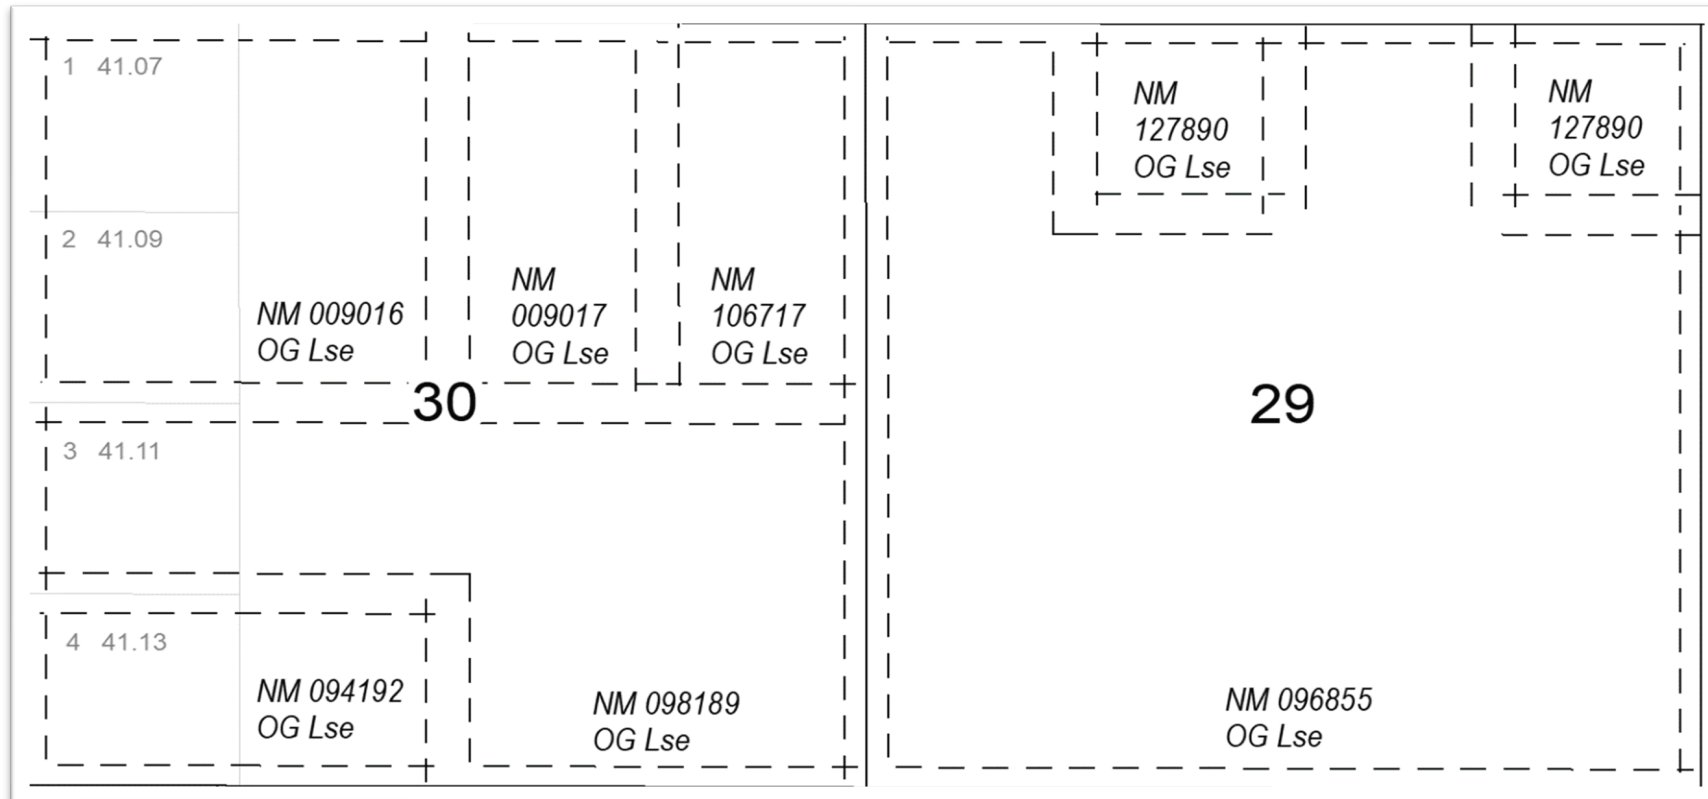 1 41.07
2 41.09
NM 009016
OG Lse
NM
009017
OG Lse
NM
106717
OG Lse
30
3 41.11
4 41.13
NM 094192
OG Lse
NM 098189
OG Lse
NM
127890
OG Lse
NM
127890
OG Lse
29
NM 096855
OG Lse